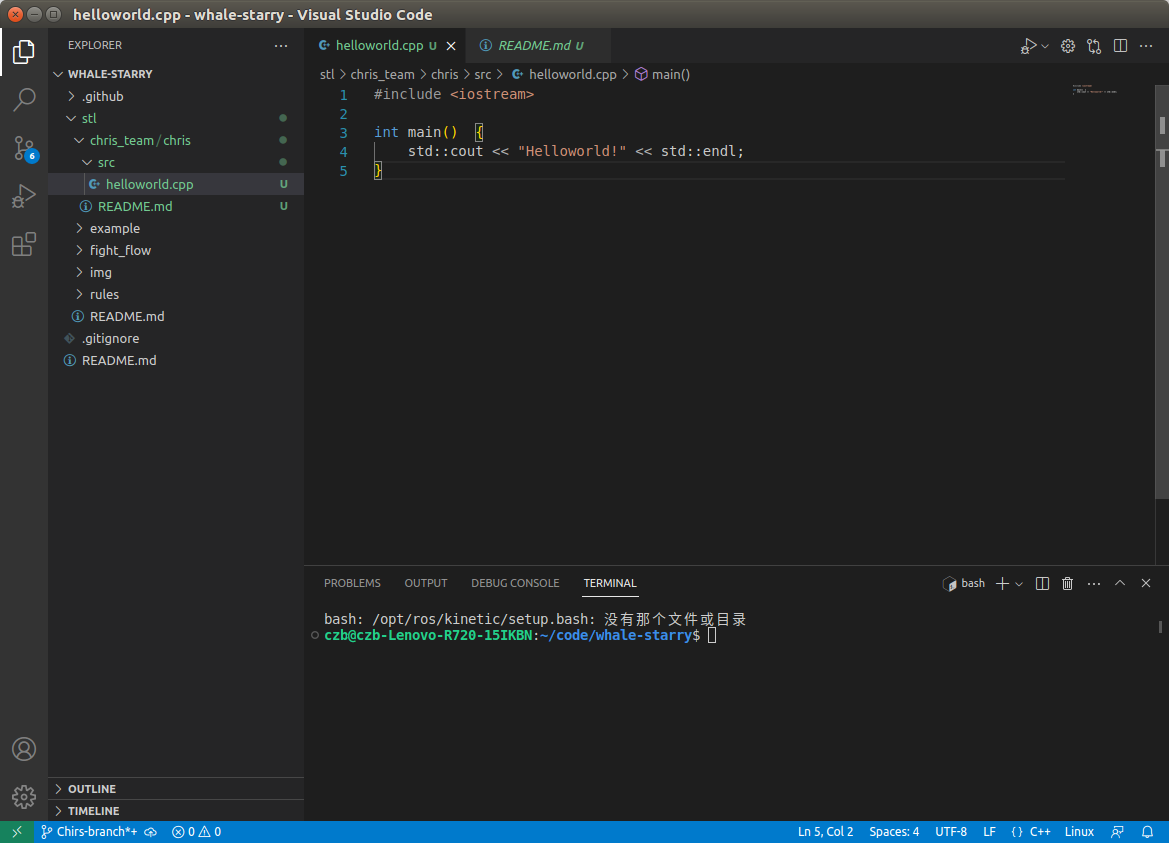 helloworld.cpp - whale-starry - Visual Studio Code
EXPLORER
WHALE-STARRY
.github
stl
chris_team / chris
src
helloworld.cpp U
README.md U
example
fight_flow
img
rules
README.md
.gitignore
README.md
OUTLINE
TIMELINE
6
helloworld.cpp U
README.md U
stl > chris_team > chris > src > helloworld.cpp > main()
1 #include <iostream>
2
3 int main()  {
4     std::cout << "Helloworld!" << std::endl;
5 }
PROBLEMS OUTPUT DEBUG CONSOLE TERMINAL bash
bash: /opt/ros/kinetic/setup.bash: 没有那个文件或目录
czb@czb-Lenovo-R720-15IKBN:~/code/whale-starry$
Chirs-branch*+ 0 0 Ln 5, Col 2 Spaces: 4 UTF-8 LF {} C++ Linux